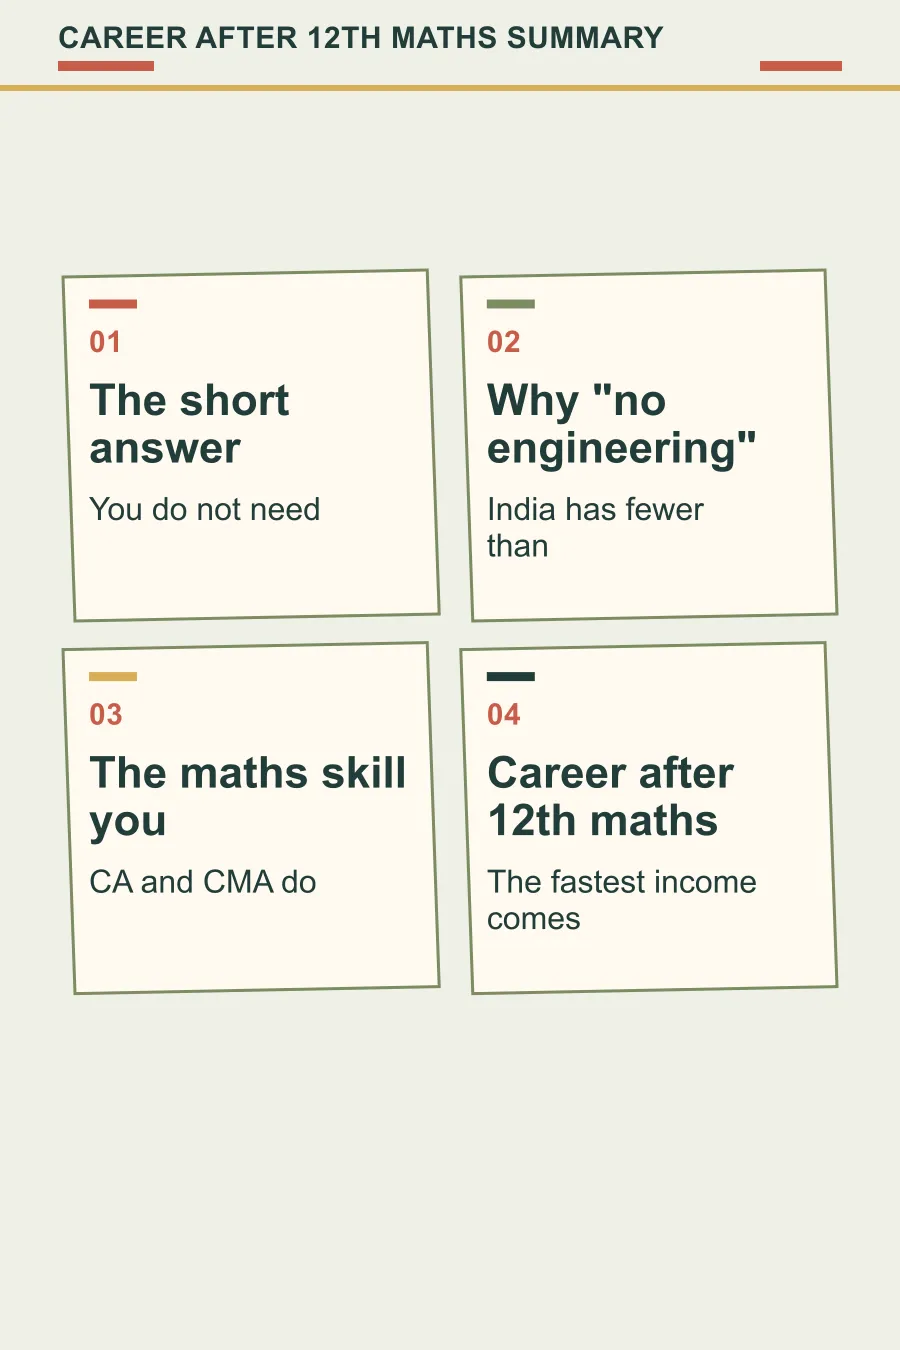 CAREER AFTER 12TH MATHS SUMMARY
01
The short
answer
You do not need
02
Why "no
engineering"
India has fewer
than
03
The maths skill
you
CA and CMA do
04
Career after
12th maths
The fastest income
comes